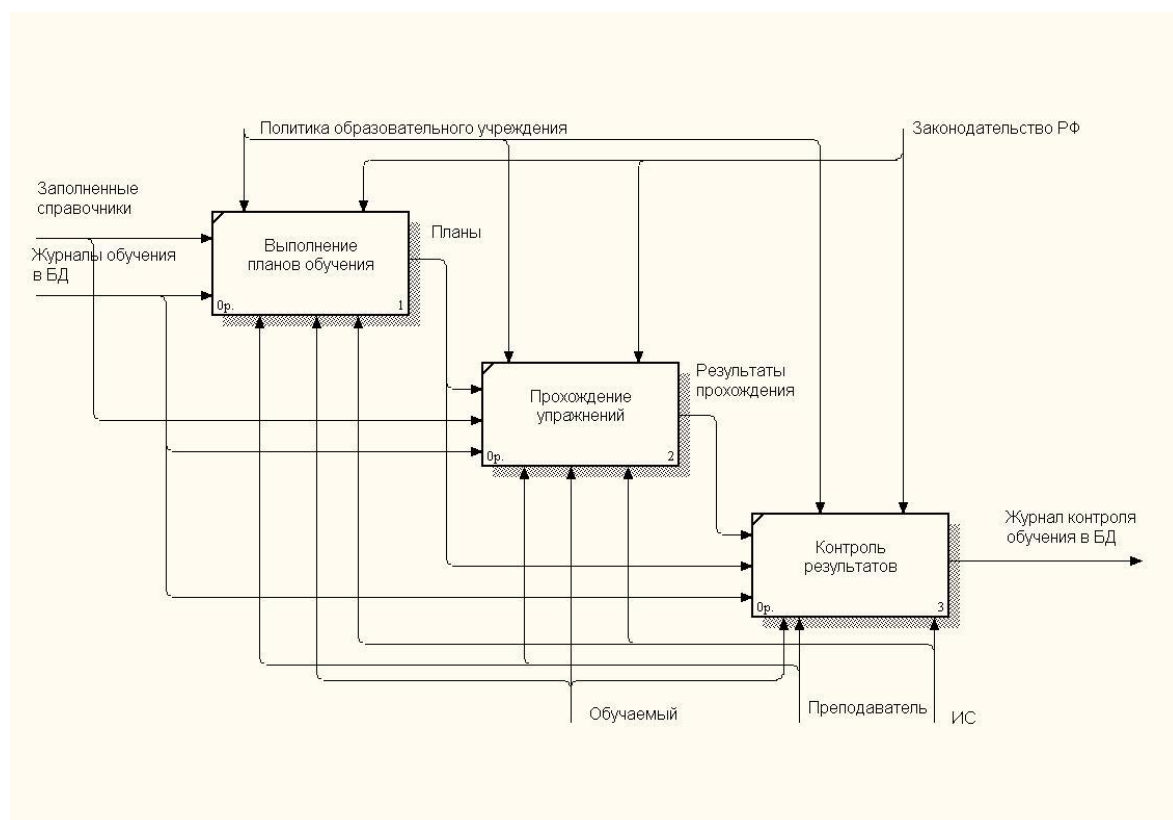 Политика образовательного учреждения
Законодательство РФ
Заполненные
справочники
Журналы обучения
в БД
Выполнение
планов обучения
0р.
1
Планы
Прохождение
упражнений
0р.
2
Результаты
прохождения
Контроль
результатов
0р.
3
Журнал контроля
обучения в БД
Обучаемый
Преподаватель
ИС